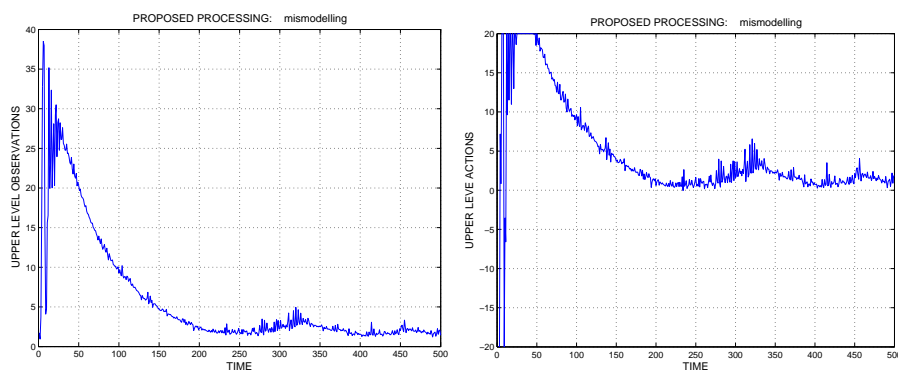 PROPOSED PROCESSING: mismodelling
UPPER LEVEL OBSERVATIONS
40
35
30
25
20
15
10
5
0
0 50 100 150 200 250 300 350 400 450 500
TIME
PROPOSED PROCESSING: mismodelling
UPPER LEVE ACTIONS
20
15
10
5
0
−5
−10
−15
−20
0 50 100 150 200 250 300 350 400 450 500
TIME